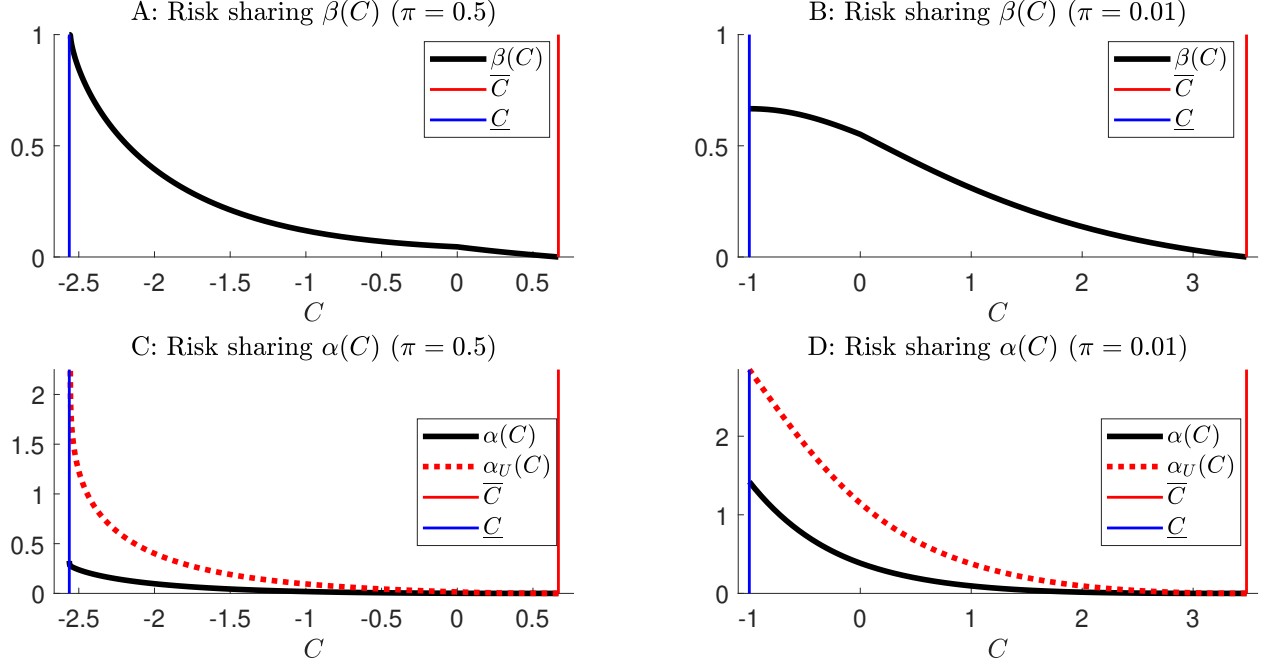 A: Risk sharing β(C) (π = 0.5)
1
0.5
0
β(C)
C̅
C̲
-2.5 -2 -1.5 -1 -0.5 0 0.5
C
B: Risk sharing β(C) (π = 0.01)
1
0.5
0
β(C)
C̅
C̲
-1 0 1 2 3
C
C: Risk sharing α(C) (π = 0.5)
2
1.5
1
0.5
0
α(C)
α_U(C)
C̅
C̲
-2.5 -2 -1.5 -1 -0.5 0 0.5
C
D: Risk sharing α(C) (π = 0.01)
2
1
0
α(C)
α_U(C)
C̅
C̲
-1 0 1 2 3
C